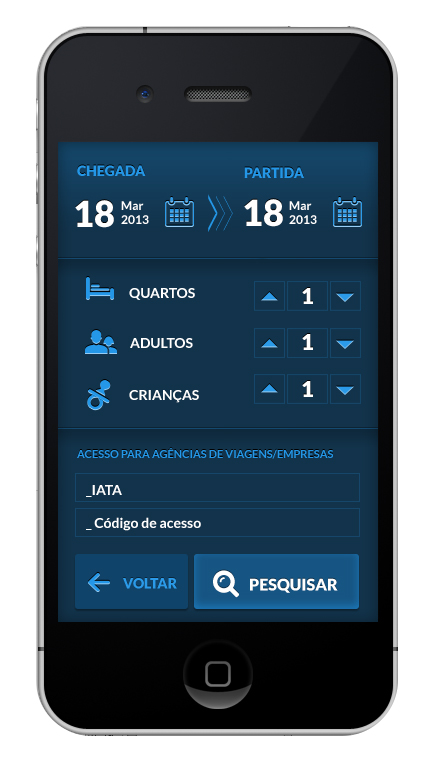 CHEGADA
PARTIDA
18 Mar 2013
18 Mar 2013
QUARTOS 1
ADULTOS 1
CRIANÇAS 1
ACESSO PARA AGÊNCIAS DE VIAGENS/EMPRESAS
_IATA
_ Código de acesso
VOLTAR
PESQUISAR